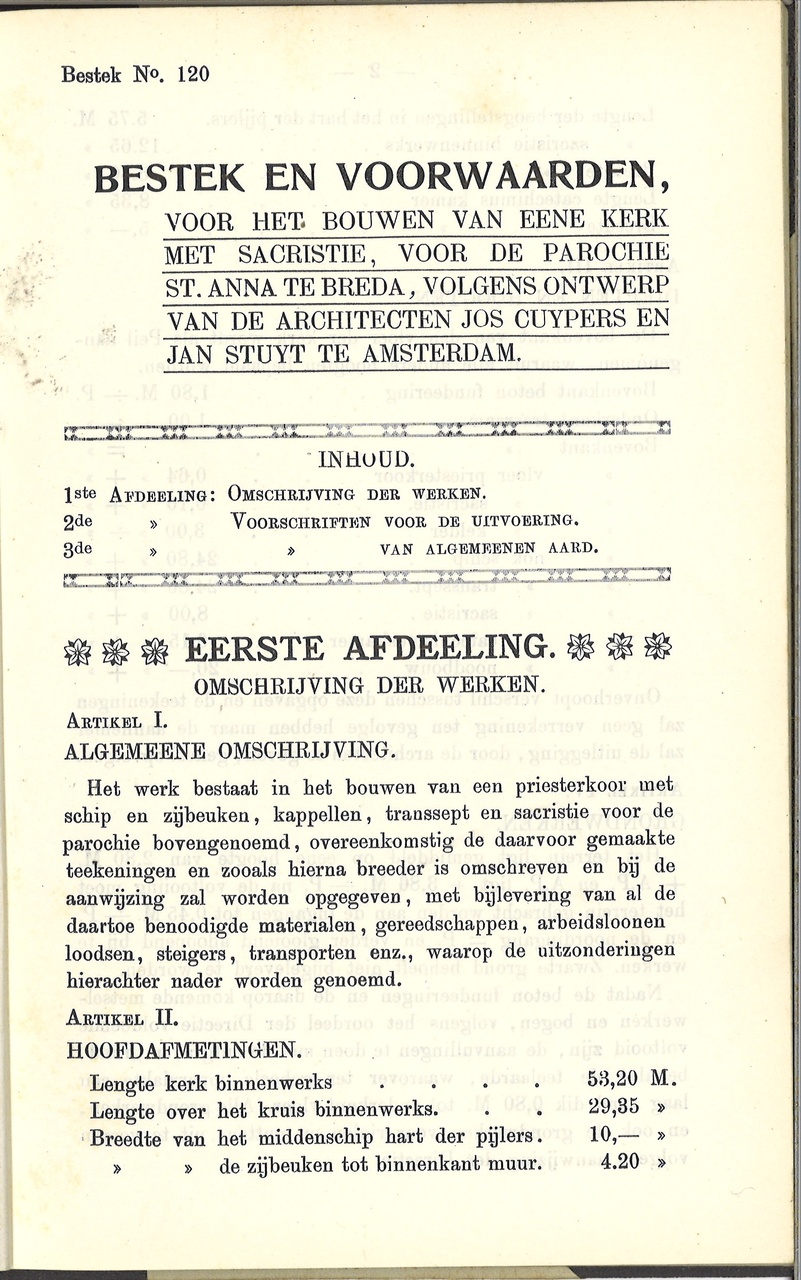 Bestek No. 120
BESTEK EN VOORWAARDEN,
VOOR HET BOUWEN VAN EENE KERK
MET SACRISTIE, VOOR DE PAROCHIE
ST. ANNA TE BREDA, VOLGENS ONTWERP
VAN DE ARCHITECTEN JOS CUYPERS EN
JAN STUYT TE AMSTERDAM.
INHOUD.
1ste AFDEELING: OMSCHRIJVING DER WERKEN.
2de » VOORSCHRIFTEN VOOR DE UITVOERING.
3de » » VAN ALGEMEENEN AARD.
EERSTE AFDEELING.
OMSCHRIJVING DER WERKEN.
ARTIKEL I.
ALGEMEENE OMSCHRIJVING.
Het werk bestaat in het bouwen van een priesterkoor met
schip en zijbeuken, kappellen, transsept en sacristie voor de
parochie bovengenoemd, overeenkomstig de daarvoor gemaakte
teekeningen en zooals hierna breeder is omschreven en bij de
aanwijzing zal worden opgegeven, met bijlevering van al de
daartoe benoodigde materialen, gereedschappen, arbeidsloonen
loodsen, steigers, transporten enz., waarop de uitzonderingen
hierachter nader worden genoemd.
ARTIKEL II.
HOOFDAFMETINGEN.
Lengte kerk binnenwerks . . . . 53,20 M.
Lengte over het kruis binnenwerks. . . 29,35 »
Breedte van het middenschip hart der pijlers. 10,— »
» » de zijbeuken tot binnenkant muur. 4.20 »